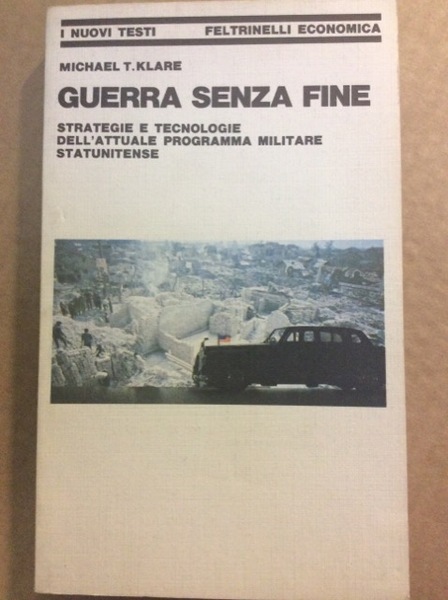 I NUOVI TESTI FELTRINELLI ECONOMICA
MICHAEL T. KLARE
GUERRA SENZA FINE
STRATEGIE E TECNOLOGIE
DELL'ATTUALE PROGRAMMA MILITARE
STATUNITENSE